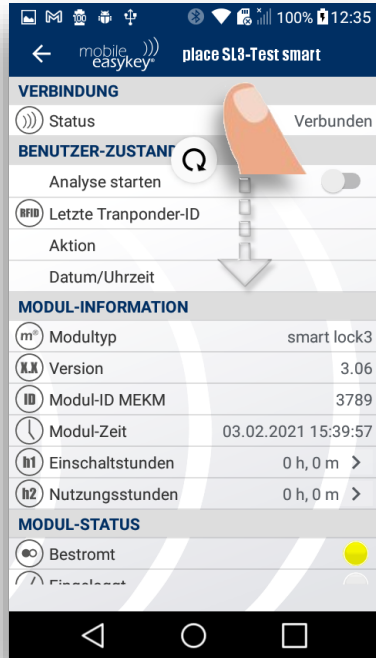 100% 12:35
mobile easykey® place SL3-Test smart
VERBINDUNG
Status Verbunden
BENUTZER-ZUSTAND
Analyse starten
RFID Letzte Tranponder-ID
Aktion
Datum/Uhrzeit
MODUL-INFORMATION
m® Modultyp smart lock3
X.X Version 3.06
ID Modul-ID MEKM 3789
Modul-Zeit 03.02.2021 15:39:57
h1 Einschaltstunden 0 h, 0 m >
h2 Nutzungsstunden 0 h, 0 m >
MODUL-STATUS
Bestromt
Eingeloggt